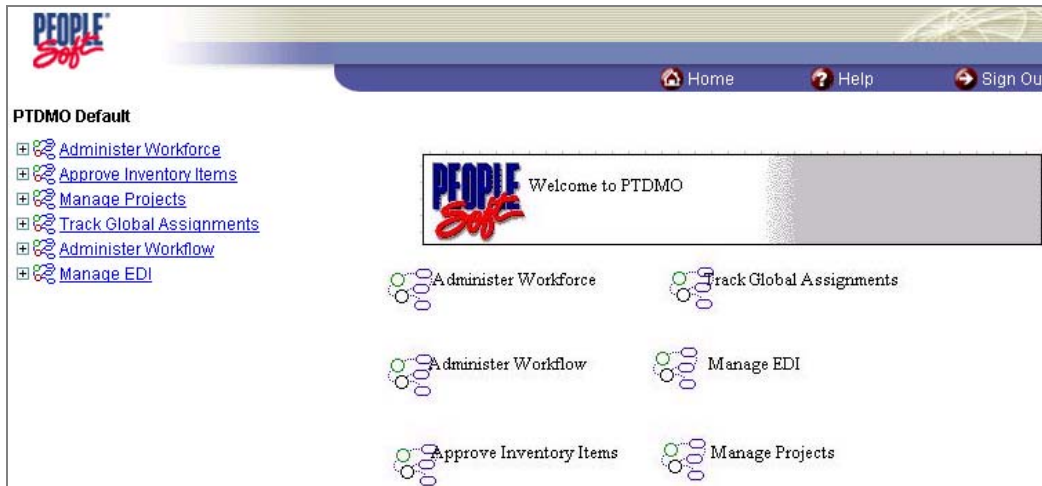 PEOPLE
Soft
Home Help Sign Ou
PTDMO Default
Administer Workforce
Approve Inventory Items
Manage Projects
Track Global Assignments
Administer Workflow
Manage EDI
PEOPLE
Soft
Welcome to PTDMO
Administer Workforce Track Global Assignments
Administer Workflow Manage EDI
Approve Inventory Items Manage Projects